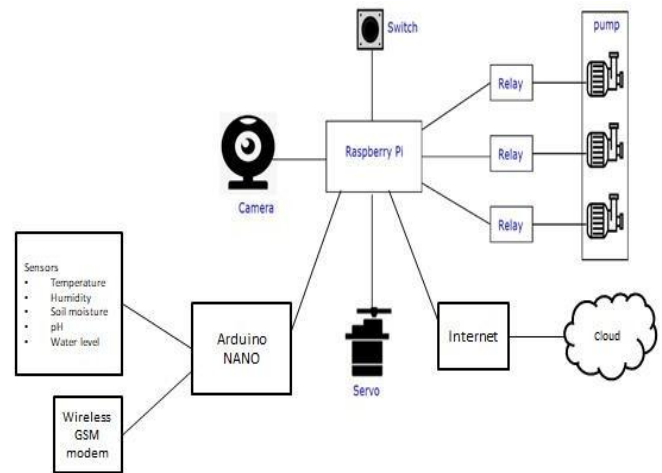 Switch
pump
Relay
Raspberry Pi
Relay
Camera
Relay
Sensors
▪ Temperature
▪ Humidity
▪ Soil moisture
▪ pH
▪ Water level
Arduino
NANO
Internet
Cloud
Servo
Wireless
GSM
modem